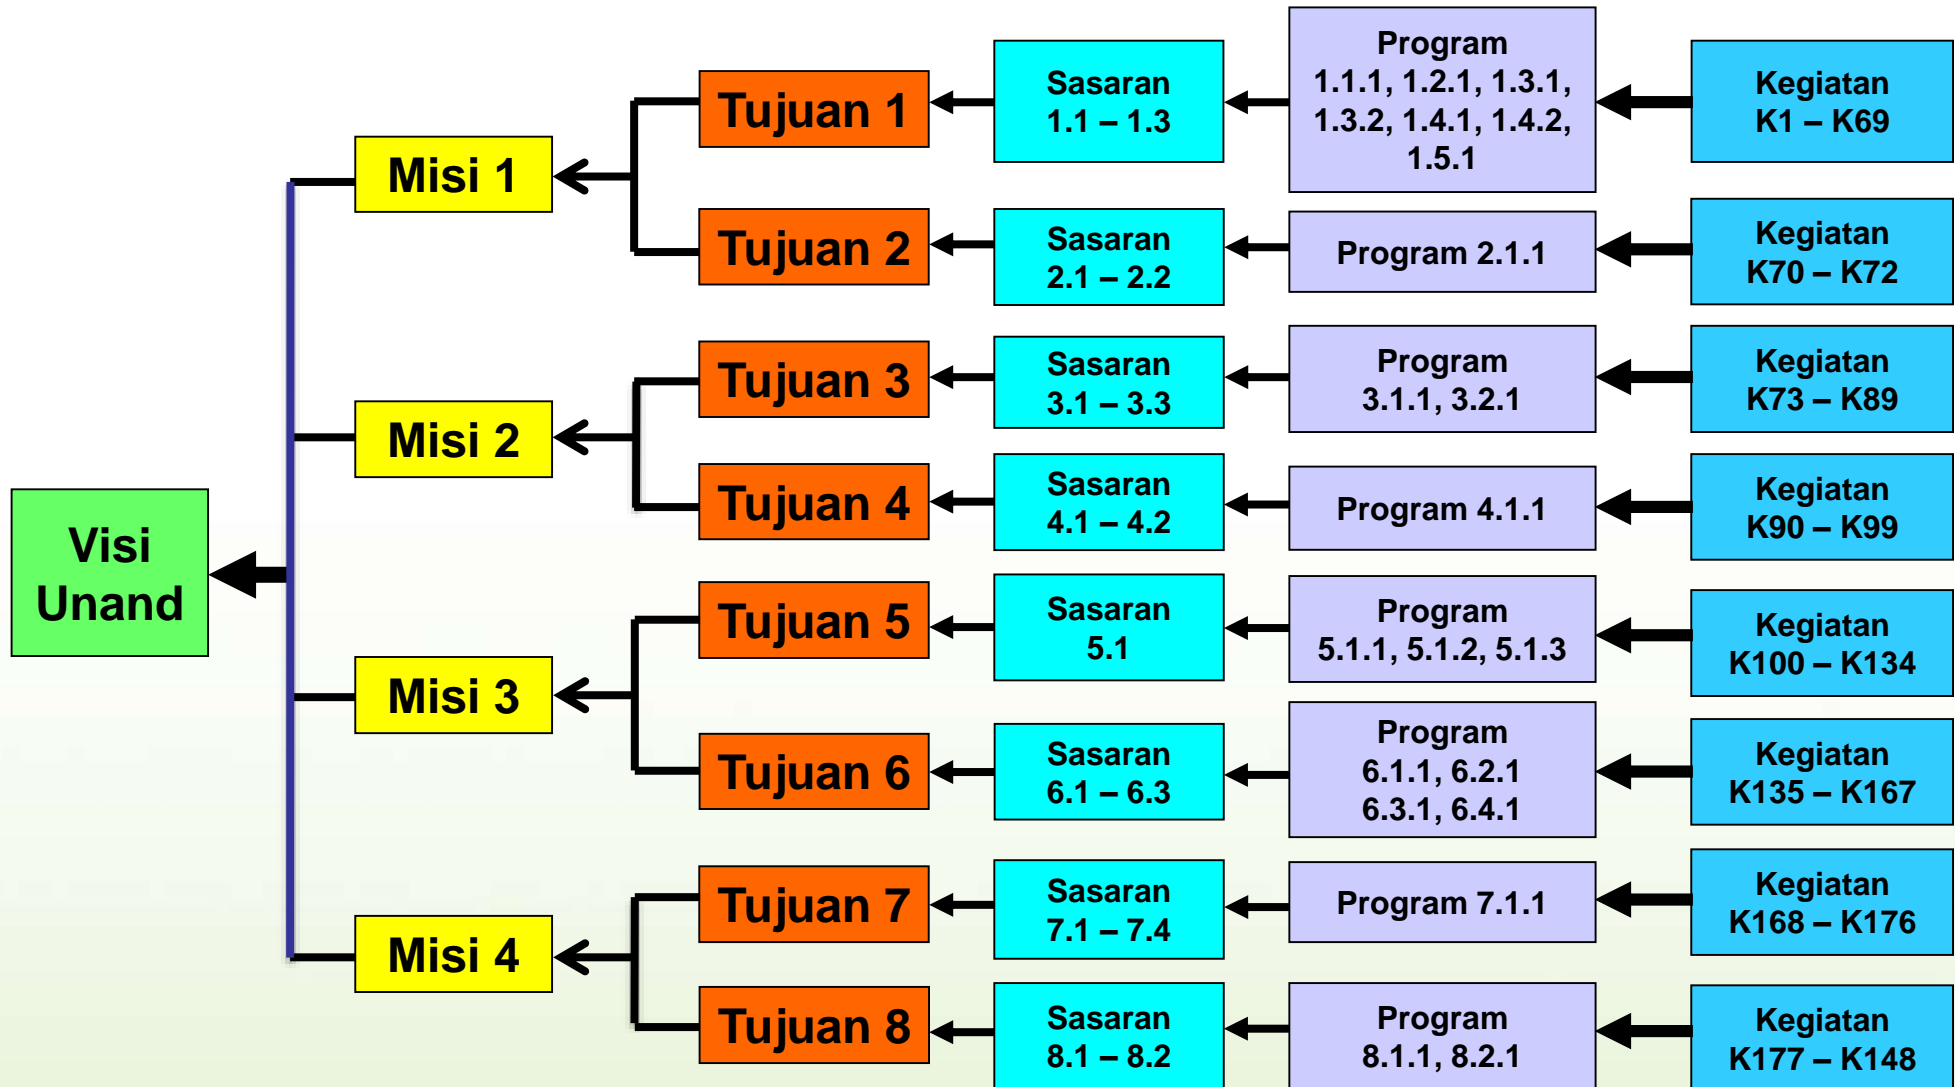 Visi
Unand
Misi 1
Misi 2
Misi 3
Misi 4
Tujuan 1
Tujuan 2
Tujuan 3
Tujuan 4
Tujuan 5
Tujuan 6
Tujuan 7
Tujuan 8
Sasaran
1.1 – 1.3
Sasaran
2.1 – 2.2
Sasaran
3.1 – 3.3
Sasaran
4.1 – 4.2
Sasaran
5.1
Sasaran
6.1 – 6.3
Sasaran
7.1 – 7.4
Sasaran
8.1 – 8.2
Program
1.1.1, 1.2.1, 1.3.1,
1.3.2, 1.4.1, 1.4.2,
1.5.1
Program 2.1.1
Program
3.1.1, 3.2.1
Program 4.1.1
Program
5.1.1, 5.1.2, 5.1.3
Program
6.1.1, 6.2.1
6.3.1, 6.4.1
Program 7.1.1
Program
8.1.1, 8.2.1
Kegiatan
K1 – K69
Kegiatan
K70 – K72
Kegiatan
K73 – K89
Kegiatan
K90 – K99
Kegiatan
K100 – K134
Kegiatan
K135 – K167
Kegiatan
K168 – K176
Kegiatan
K177 – K148